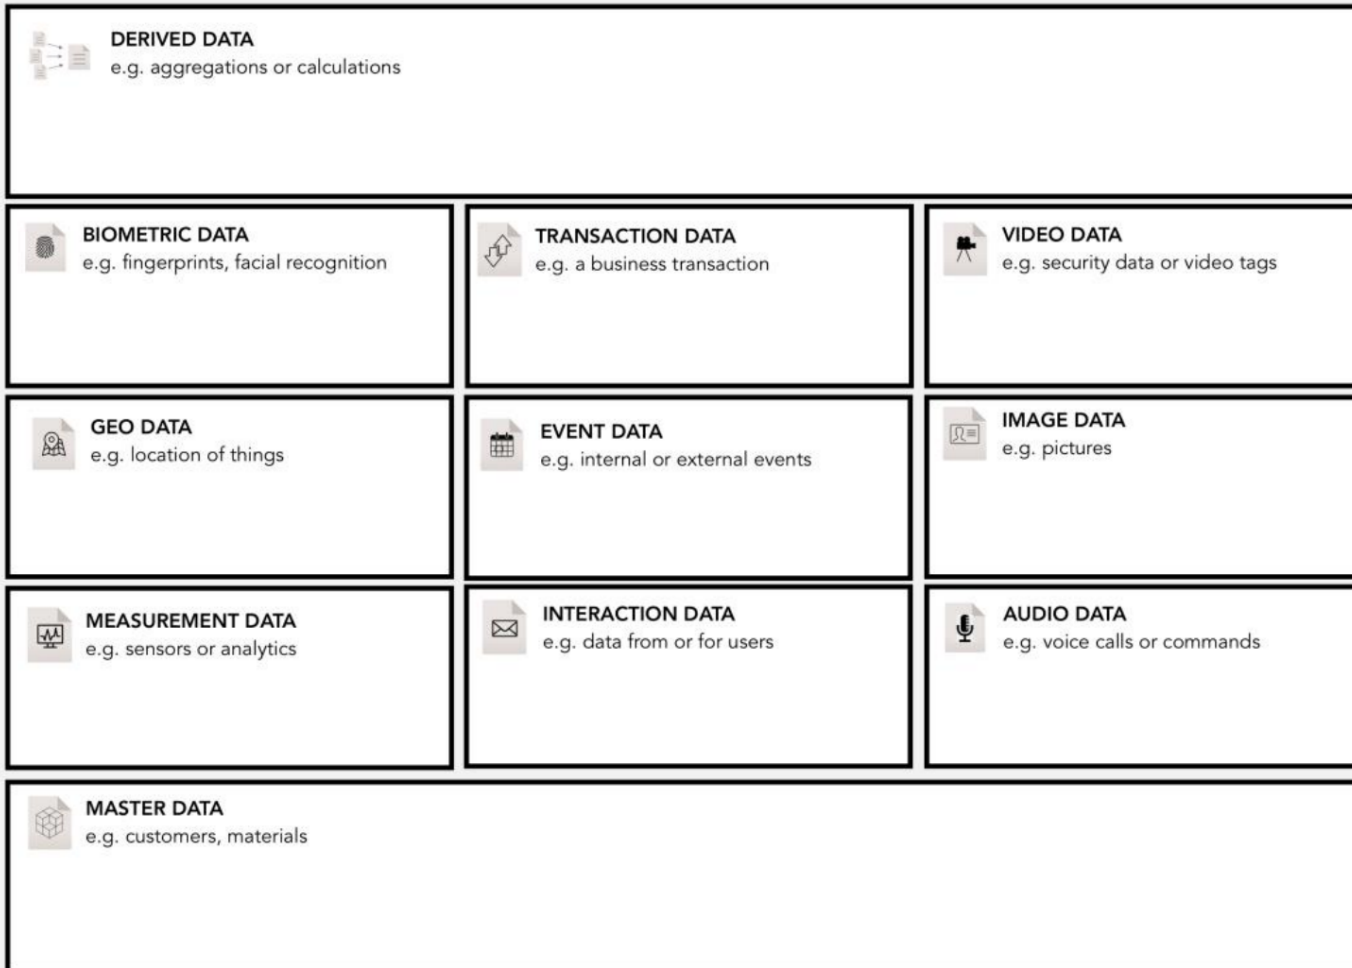 DERIVED DATA
e.g. aggregations or calculations
BIOMETRIC DATA
e.g. fingerprints, facial recognition
TRANSACTION DATA
e.g. a business transaction
VIDEO DATA
e.g. security data or video tags
GEO DATA
e.g. location of things
EVENT DATA
e.g. internal or external events
IMAGE DATA
e.g. pictures
MEASUREMENT DATA
e.g. sensors or analytics
INTERACTION DATA
e.g. data from or for users
AUDIO DATA
e.g. voice calls or commands
MASTER DATA
e.g. customers, materials